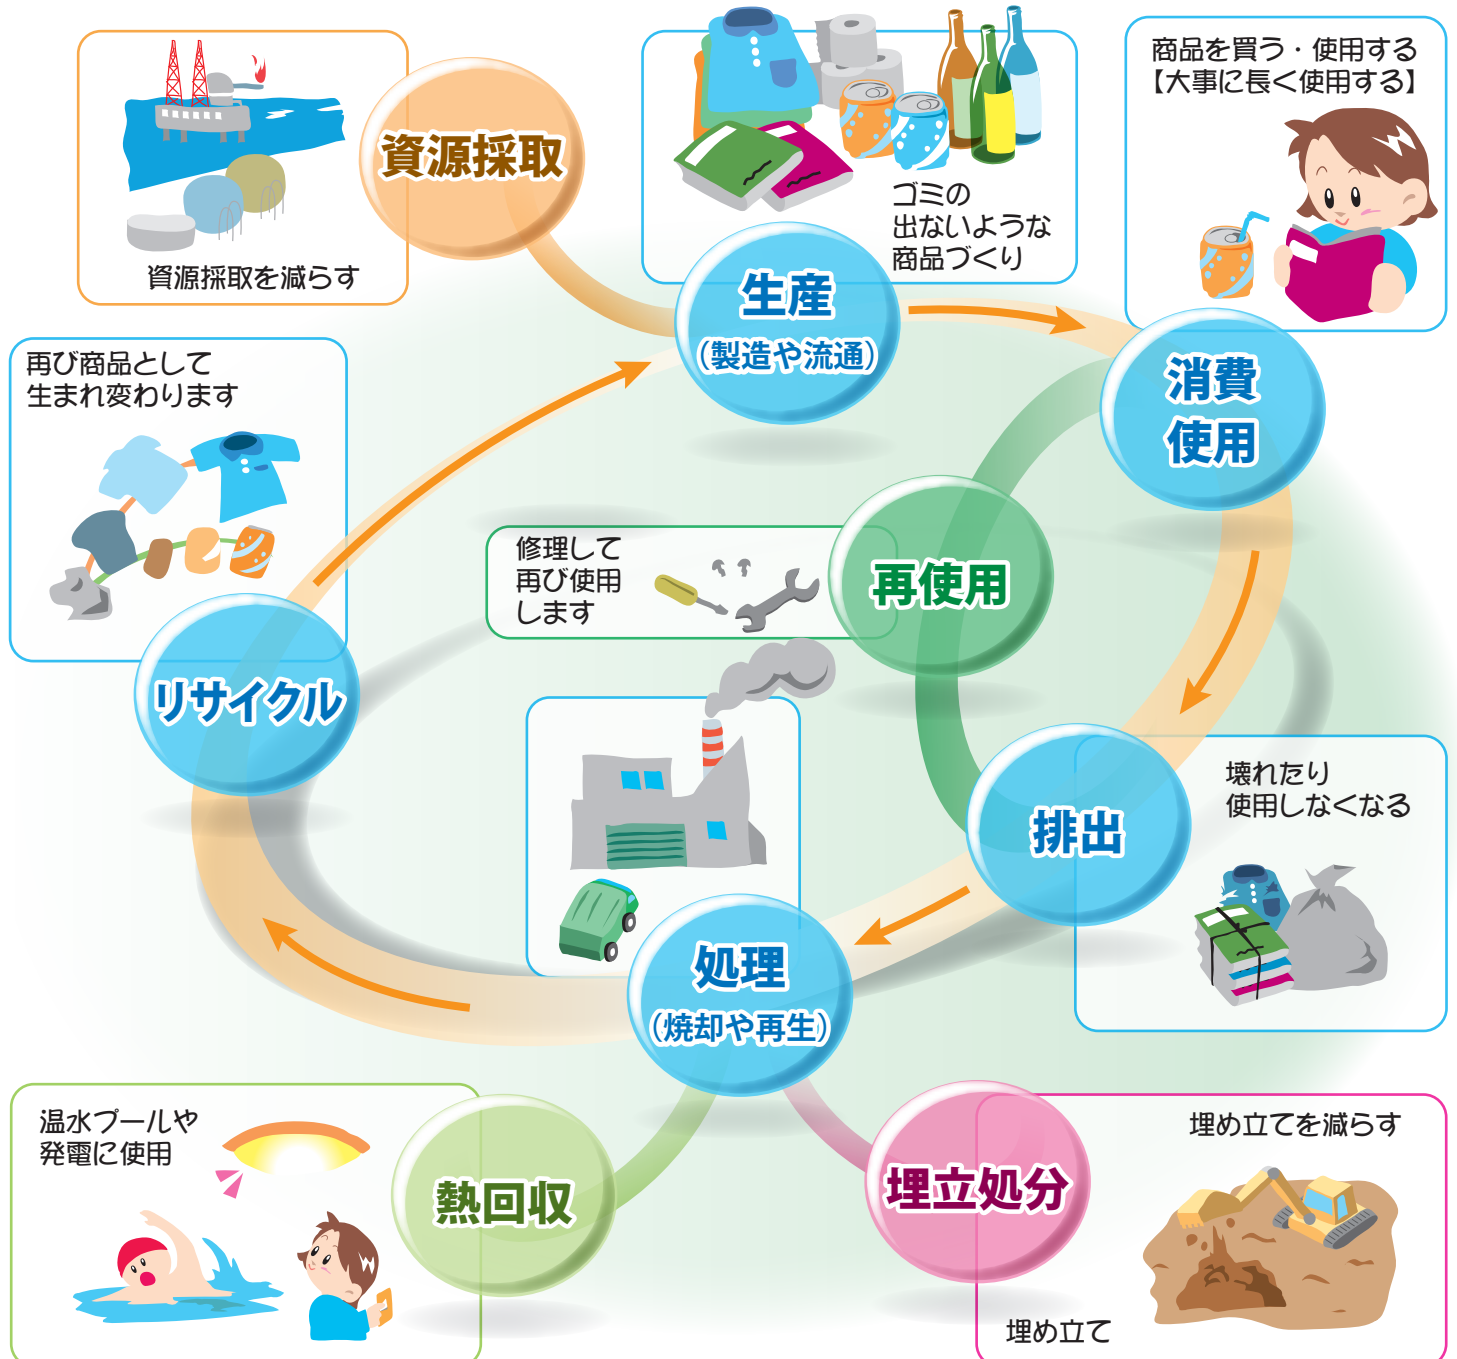 資源採取
資源採取を減らす
ゴミの
出ないような
商品づくり
生産
（製造や流通）
商品を買う・使用する
【大事に長く使用する】
消費
使用
再び商品として
生まれ変わります
リサイクル
修理して
再び使用
します
再使用
壊れたり
使用しなくなる
排出
処理
（焼却や再生）
温水プールや
発電に使用
熱回収
埋立処分
埋め立てを減らす
埋め立て